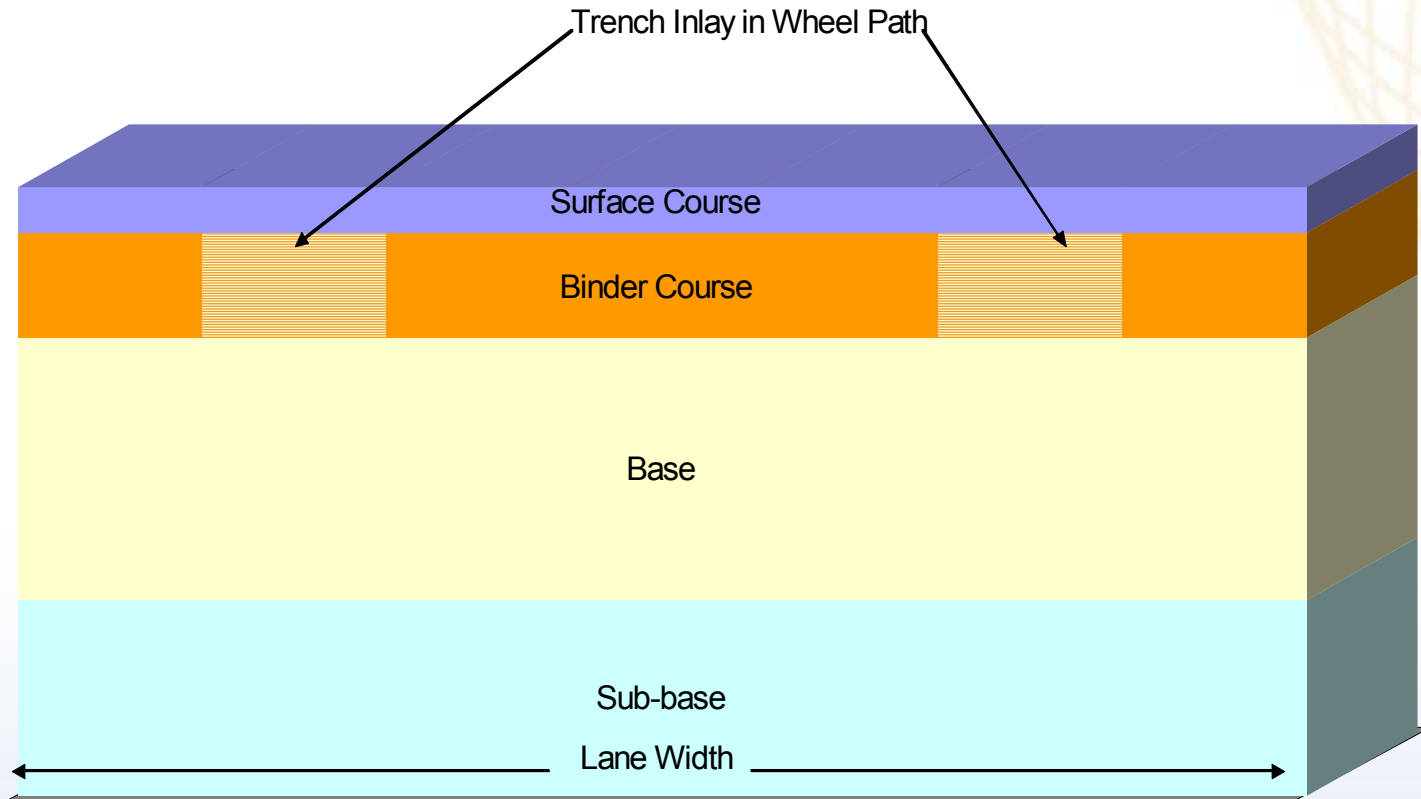 Trench Inlay in Wheel Path
Surface Course
Binder Course
Base
Sub-base
Lane Width